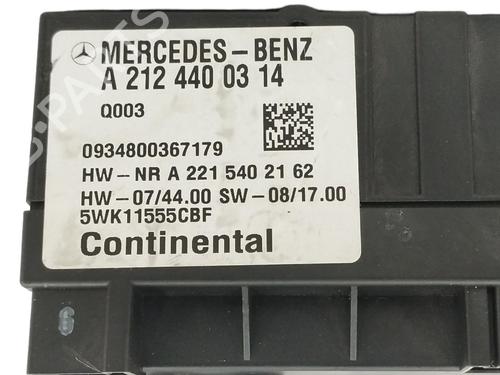 MERCEDES-BENZ
A 212 440 03 14
Q003
0934800367179
HW-NR A 221 540 21 62
HW-07/44.00 SW-08/17.00
5WK11555CBF
Continental
6